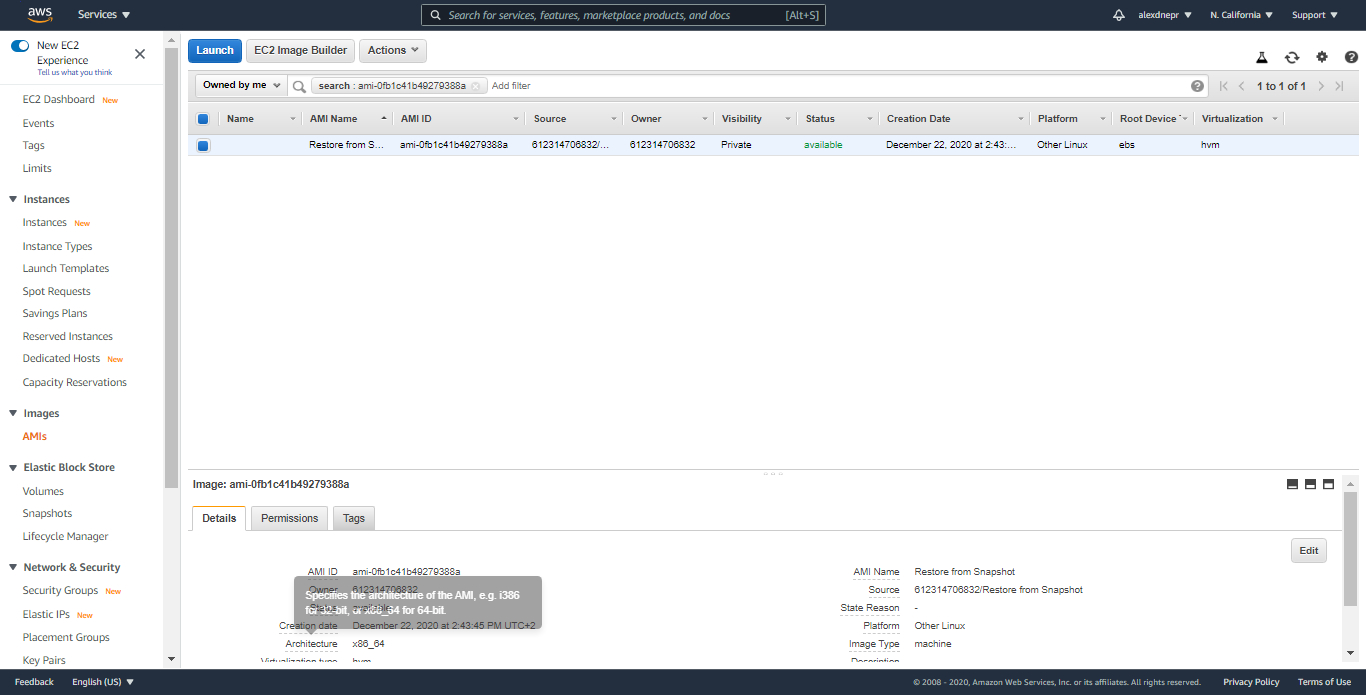 aws Services Search for services, features, marketplace products, and docs [Alt+S] alexdnepr N. California Support
New EC2
Experience
Tell us what you think
EC2 Dashboard New
Events
Tags
Limits
Instances
Instances New
Instance Types
Launch Templates
Spot Requests
Savings Plans
Reserved Instances
Dedicated Hosts New
Capacity Reservations
Images
AMIs
Elastic Block Store
Volumes
Snapshots
Lifecycle Manager
Network & Security
Security Groups New
Elastic IPs New
Placement Groups
Key Pairs
Launch EC2 Image Builder Actions
Owned by me search : ami-0fb1c41b49279388a Add filter 1 to 1 of 1
Name AMI Name AMI ID Source Owner Visibility Status Creation Date Platform Root Device Virtualization
Restore from S... ami-0fb1c41b49279388a 612314706832/... 612314706832 Private available December 22, 2020 at 2:43:... Other Linux ebs hvm
Image: ami-0fb1c41b49279388a
Details Permissions Tags
Edit
AMI ID ami-0fb1c41b49279388a AMI Name Restore from Snapshot
Owner 612314706832 Source 612314706832/Restore from Snapshot
Specifies the architecture of the AMI, e.g. i386
for 32-bit, or x86_64 for 64-bit.
available State Reason -
Creation date December 22, 2020 at 2:43:45 PM UTC+2 Platform Other Linux
Architecture x86_64 Image Type machine
Virtualization type hvm Description
Feedback English (US) © 2008 - 2020, Amazon Web Services, Inc. or its affiliates. All rights reserved. Privacy Policy Terms of Use